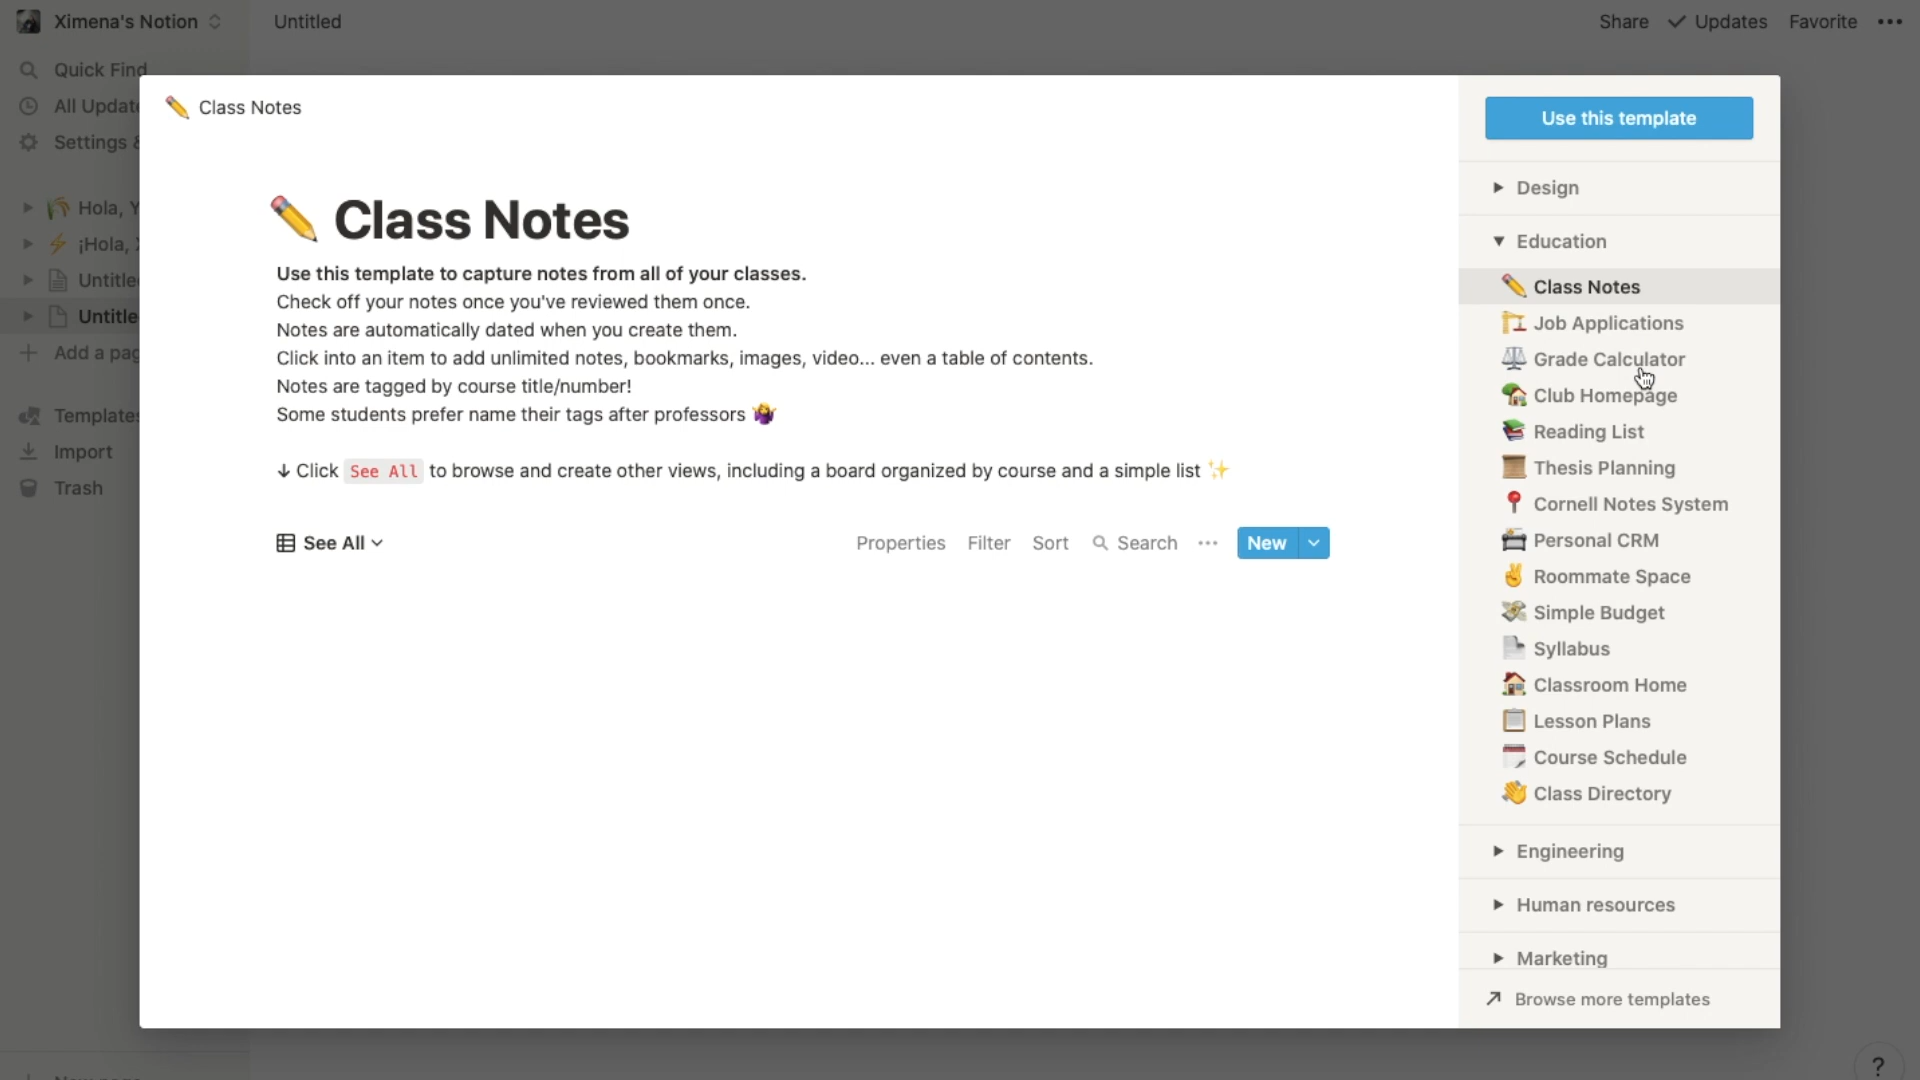 Ximena's Notion
Untitled
Share
Updates
Favorite
Quick Find
All Update
Settings &
Hola, Y
¡Hola,
Untitle
Untitle
Add a pag
Templates
Import
Trash
Class Notes
Class Notes
Use this template to capture notes from all of your classes.
Check off your notes once you've reviewed them once.
Notes are automatically dated when you create them.
Click into an item to add unlimited notes, bookmarks, images, video... even a table of contents.
Notes are tagged by course title/number!
Some students prefer name their tags after professors
↓ Click See All to browse and create other views, including a board organized by course and a simple list
See All
Properties
Filter
Sort
Search
New
Use this template
Design
Education
Class Notes
Job Applications
Grade Calculator
Club Homepage
Reading List
Thesis Planning
Cornell Notes System
Personal CRM
Roommate Space
Simple Budget
Syllabus
Classroom Home
Lesson Plans
Course Schedule
Class Directory
Engineering
Human resources
Marketing
Browse more templates
?